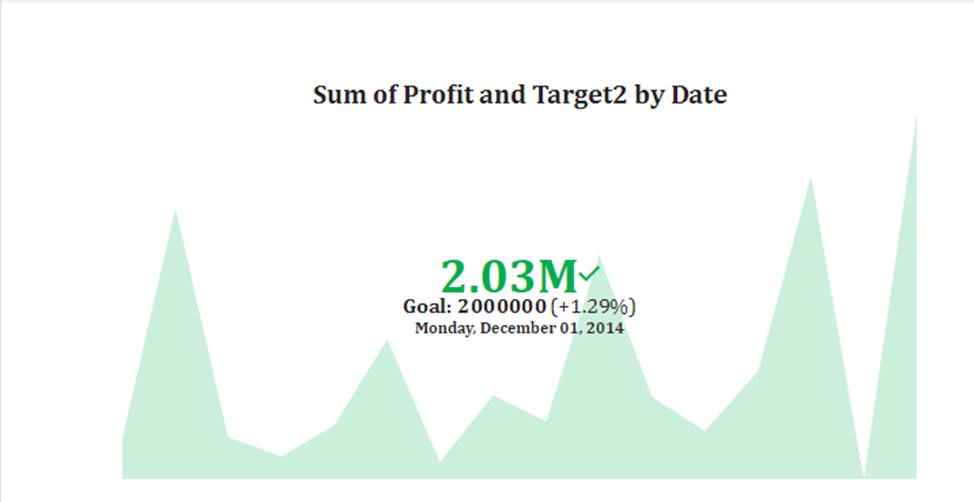 Sum of Profit and Target2 by Date
2.03M✓
Goal: 2000000 (+1.29%)
Monday, December 01, 2014